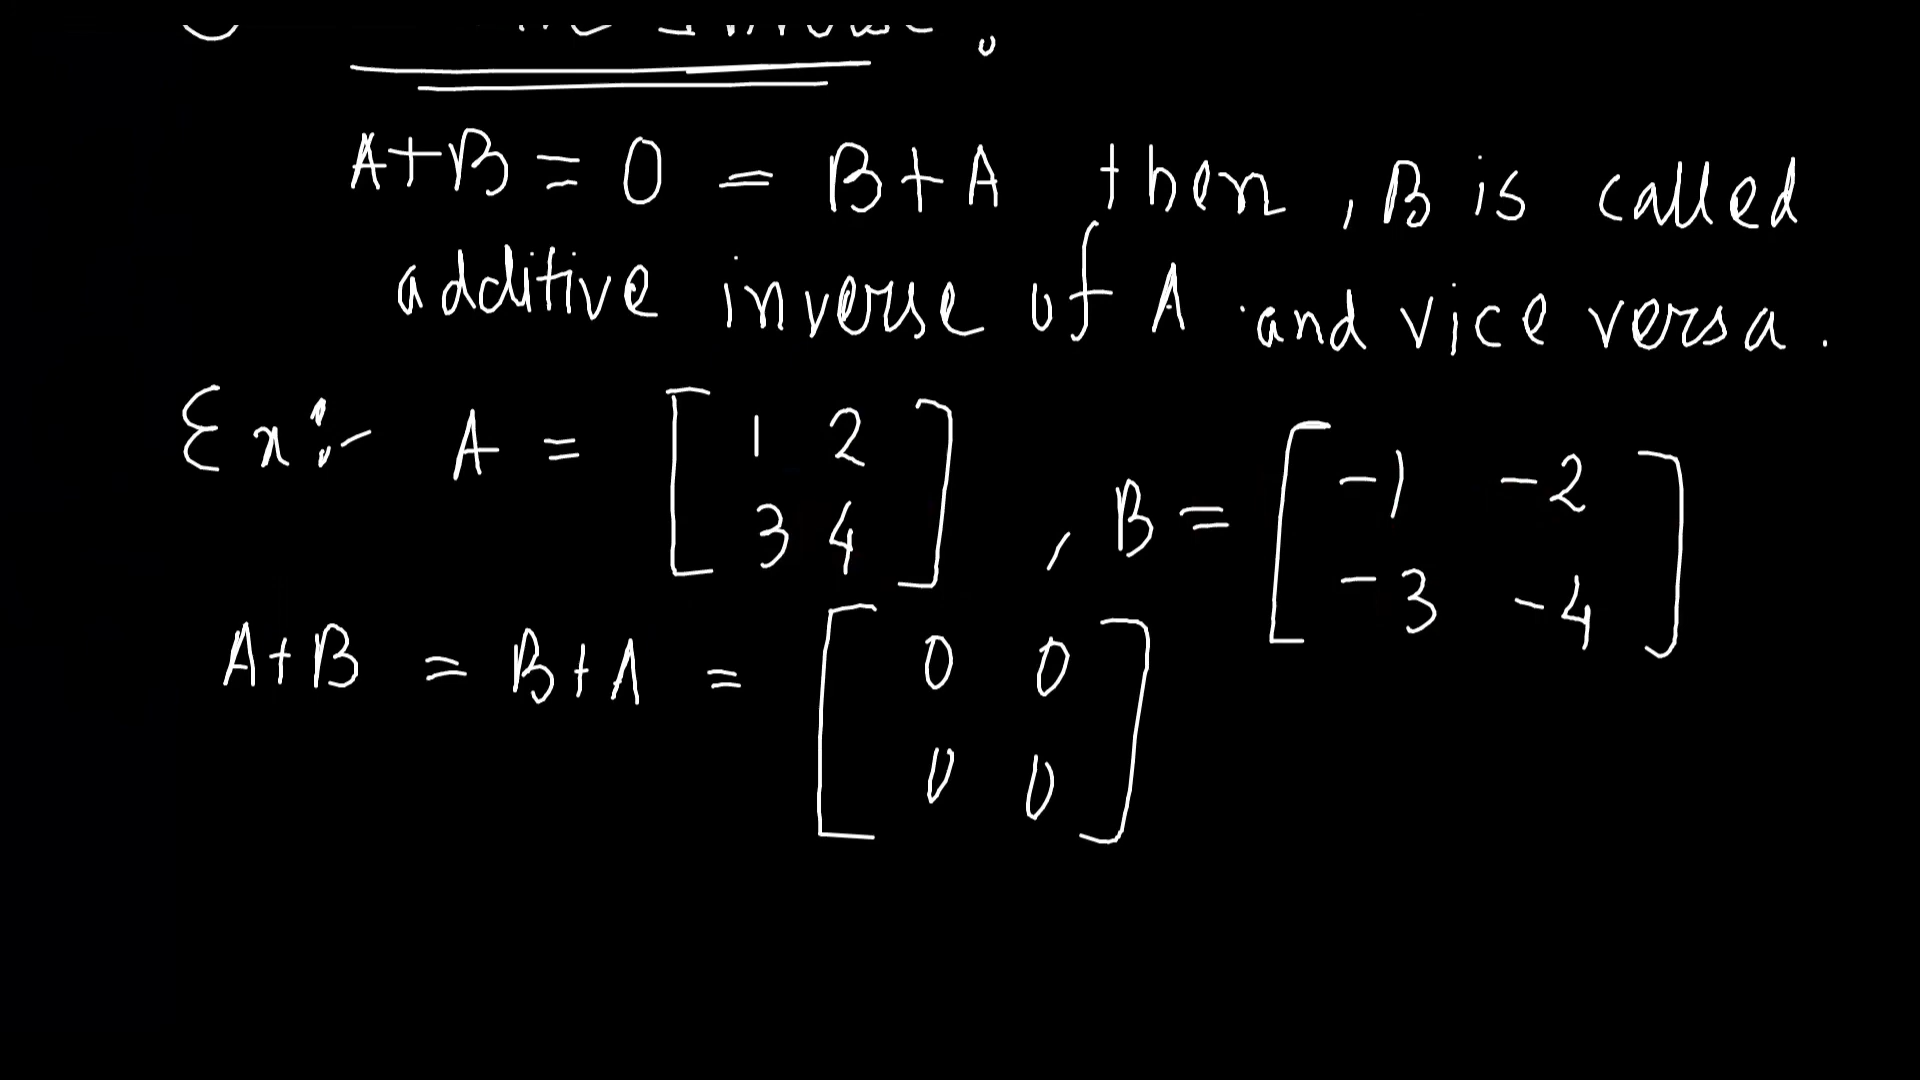 A+B = 0 = B+A then, B is called
additive inverse of A and vice versa.
Ex:- A = [1 2
3 4], B = [-1 -2
-3 -4]
A+B = B+A = [0 0
0 0]